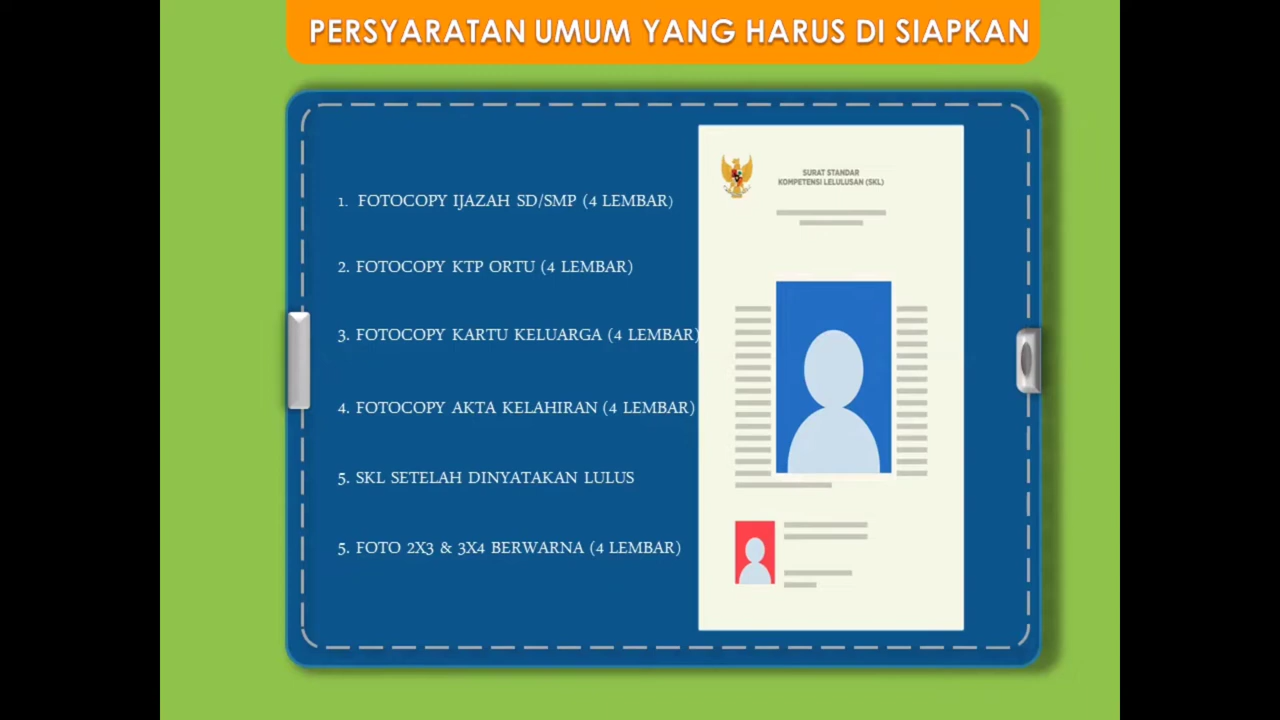 PERSYARATAN UMUM YANG HARUS DI SIAPKAN
1. FOTOCOPY IJAZAH SD/SMP (4 LEMBAR)
2. FOTOCOPY KTP ORTU (4 LEMBAR)
3. FOTOCOPY KARTU KELUARGA (4 LEMBAR)
4. FOTOCOPY AKTA KELAHIRAN (4 LEMBAR)
5. SKL SETELAH DINYATAKAN LULUS
5. FOTO 2X3 & 3X4 BERWARNA (4 LEMBAR)
SURAT STANDAR
KOMPETENSI LELULUSAN (SKL)